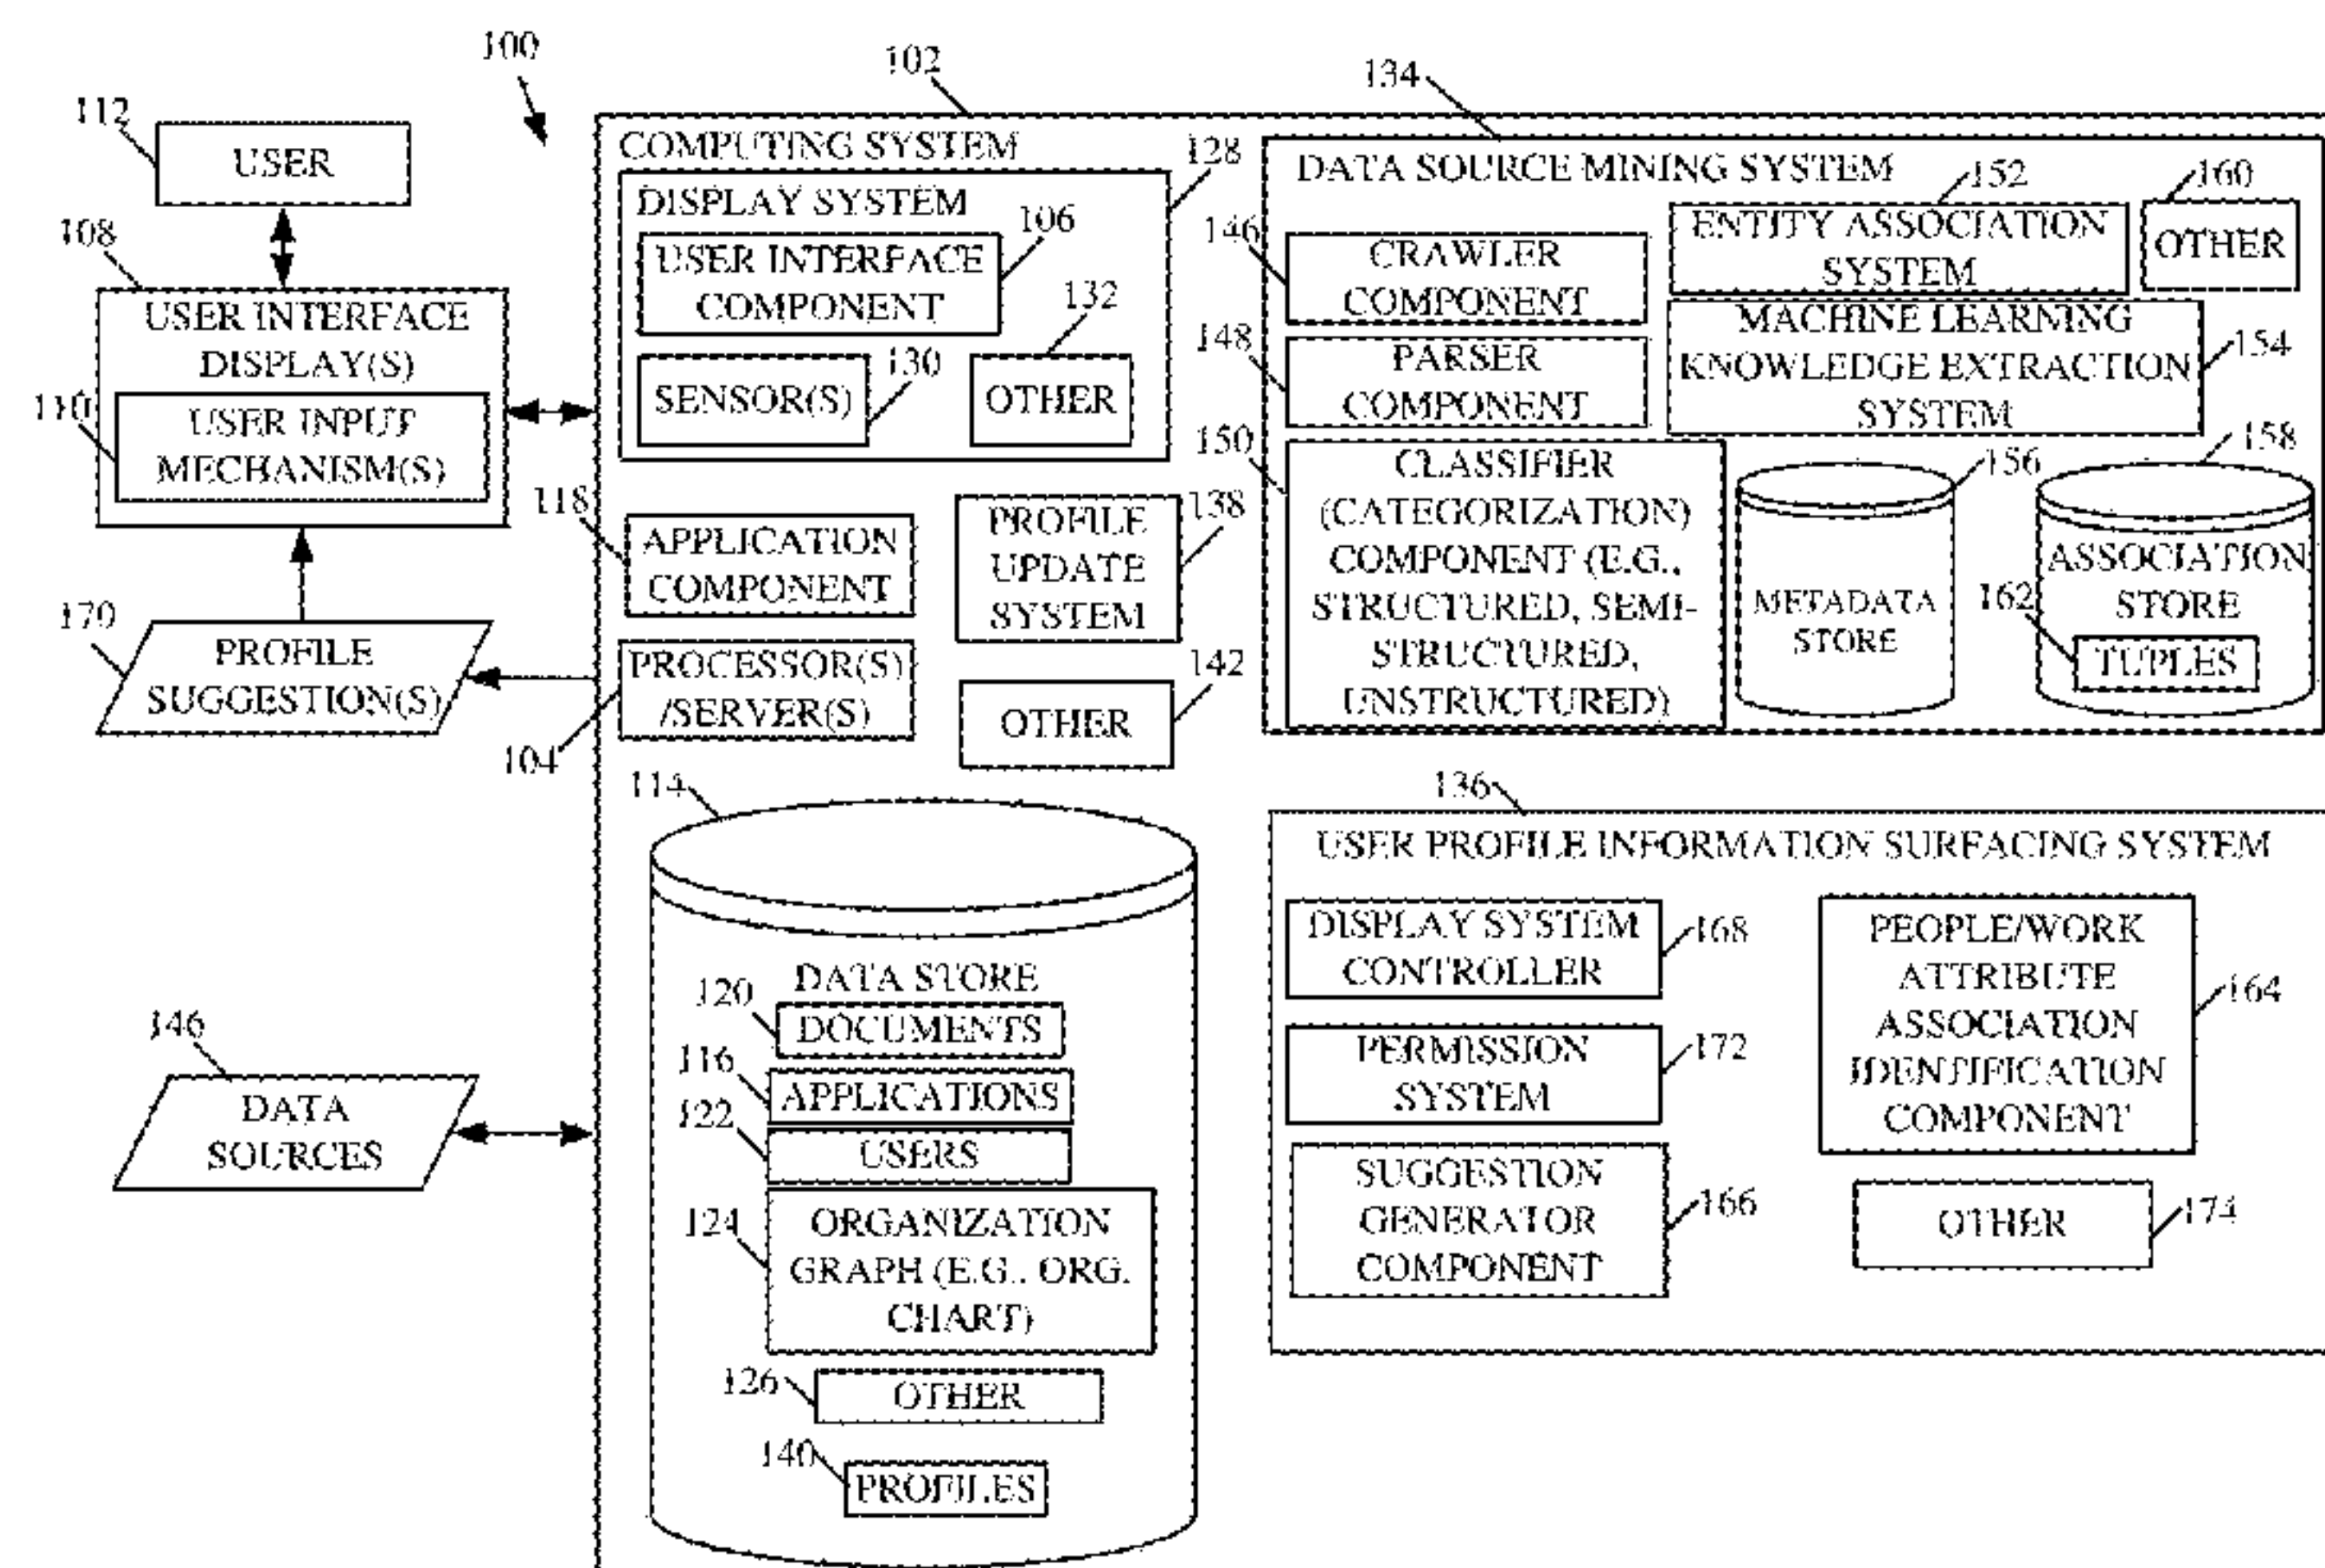 100
102
134
112
USER
108
USER INTERFACE
DISPLAY(S)
110
USER INPUT
MECHANISM(S)
170
PROFILE
SUGGESTION(S)
146
DATA
SOURCES
COMPUTING SYSTEM
128
DISPLAY SYSTEM
106
USER INTERFACE
COMPONENT
132
130
SENSOR(S)
OTHER
118
APPLICATION
COMPONENT
PROFILE
UPDATE
SYSTEM
138
PROCESSOR(S)
/SERVER(S)
104
OTHER
142
114
DATA STORE
120
DOCUMENTS
116
APPLICATIONS
122
USERS
124
ORGANIZATION
GRAPH (E.G., ORG.
CHART)
126
OTHER
140
PROFILES
DATA SOURCE MINING SYSTEM
152
160
146
CRAWLER
COMPONENT
ENTITY ASSOCIATION
SYSTEM
OTHER
148
PARSER
COMPONENT
MACHINE LEARNING
KNOWLEDGE EXTRACTION
SYSTEM
154
150
CLASSIFIER
(CATEGORIZATION)
COMPONENT (E.G.,
STRUCTURED, SEMI-
STRUCTURED,
UNSTRUCTURED)
156
METADATA
STORE
158
ASSOCIATION
STORE
162
TUPLES
136
USER PROFILE INFORMATION SURFACING SYSTEM
DISPLAY SYSTEM
CONTROLLER
168
PERMISSION
SYSTEM
172
SUGGESTION
GENERATOR
COMPONENT
166
PEOPLE/WORK
ATTRIBUTE
ASSOCIATION
IDENTIFICATION
COMPONENT
164
OTHER
174